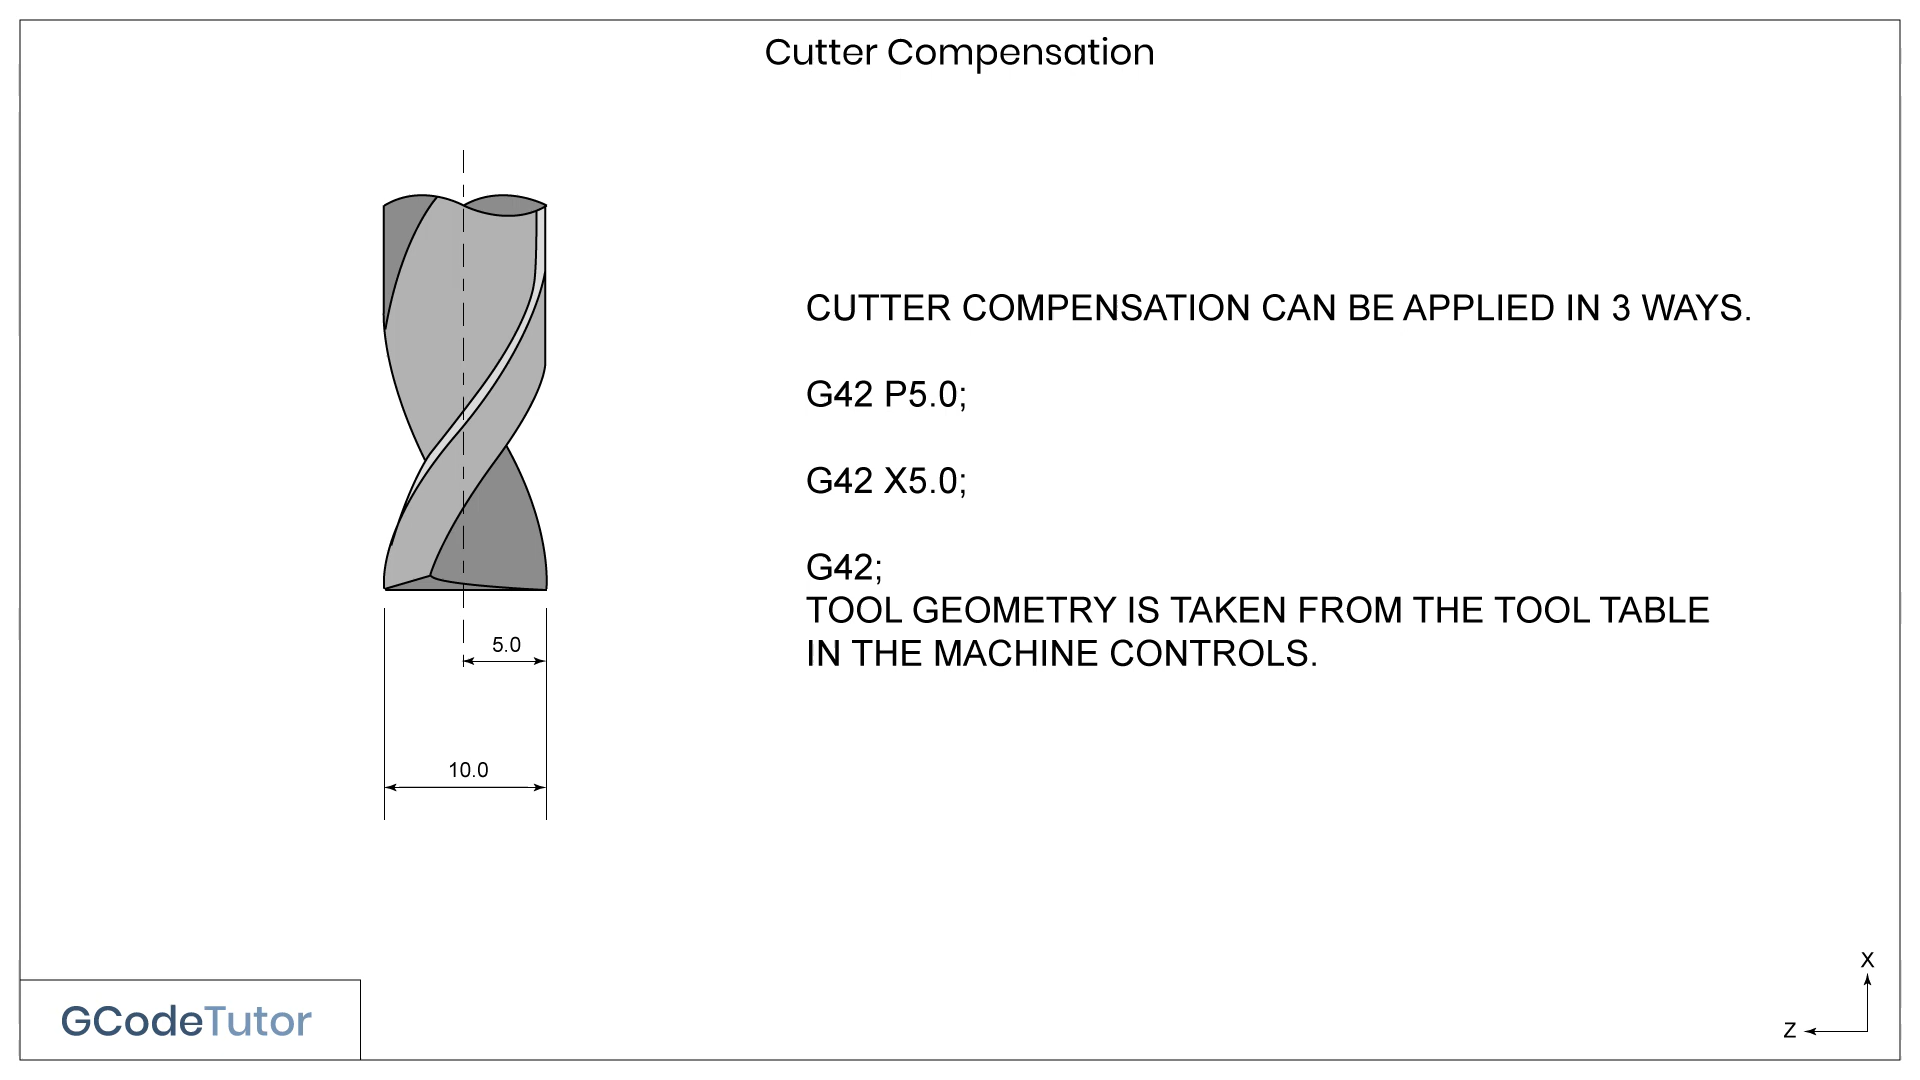 Cutter Compensation
CUTTER COMPENSATION CAN BE APPLIED IN 3 WAYS.
G42 P5.0;
G42 X5.0;
G42;
TOOL GEOMETRY IS TAKEN FROM THE TOOL TABLE
IN THE MACHINE CONTROLS.
5.0
10.0
GCodeTutor
X
Z